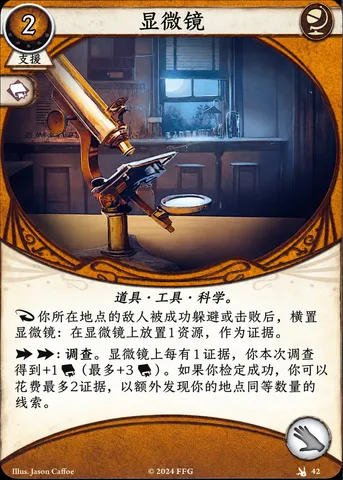 显微镜
2
支援
道具·工具·科学。
你所在地点的敌人被成功躲避或击败后，横置
显微镜：在显微镜上放置1资源，作为证据。
：调查。显微镜上每有1证据，你本次调查
得到+1（最多+3）。如果你检定成功，你可以
花费最多2证据，以额外发现你的地点同等数量的
线索。
Illus. Jason Caffoe
© 2024 FFG
42